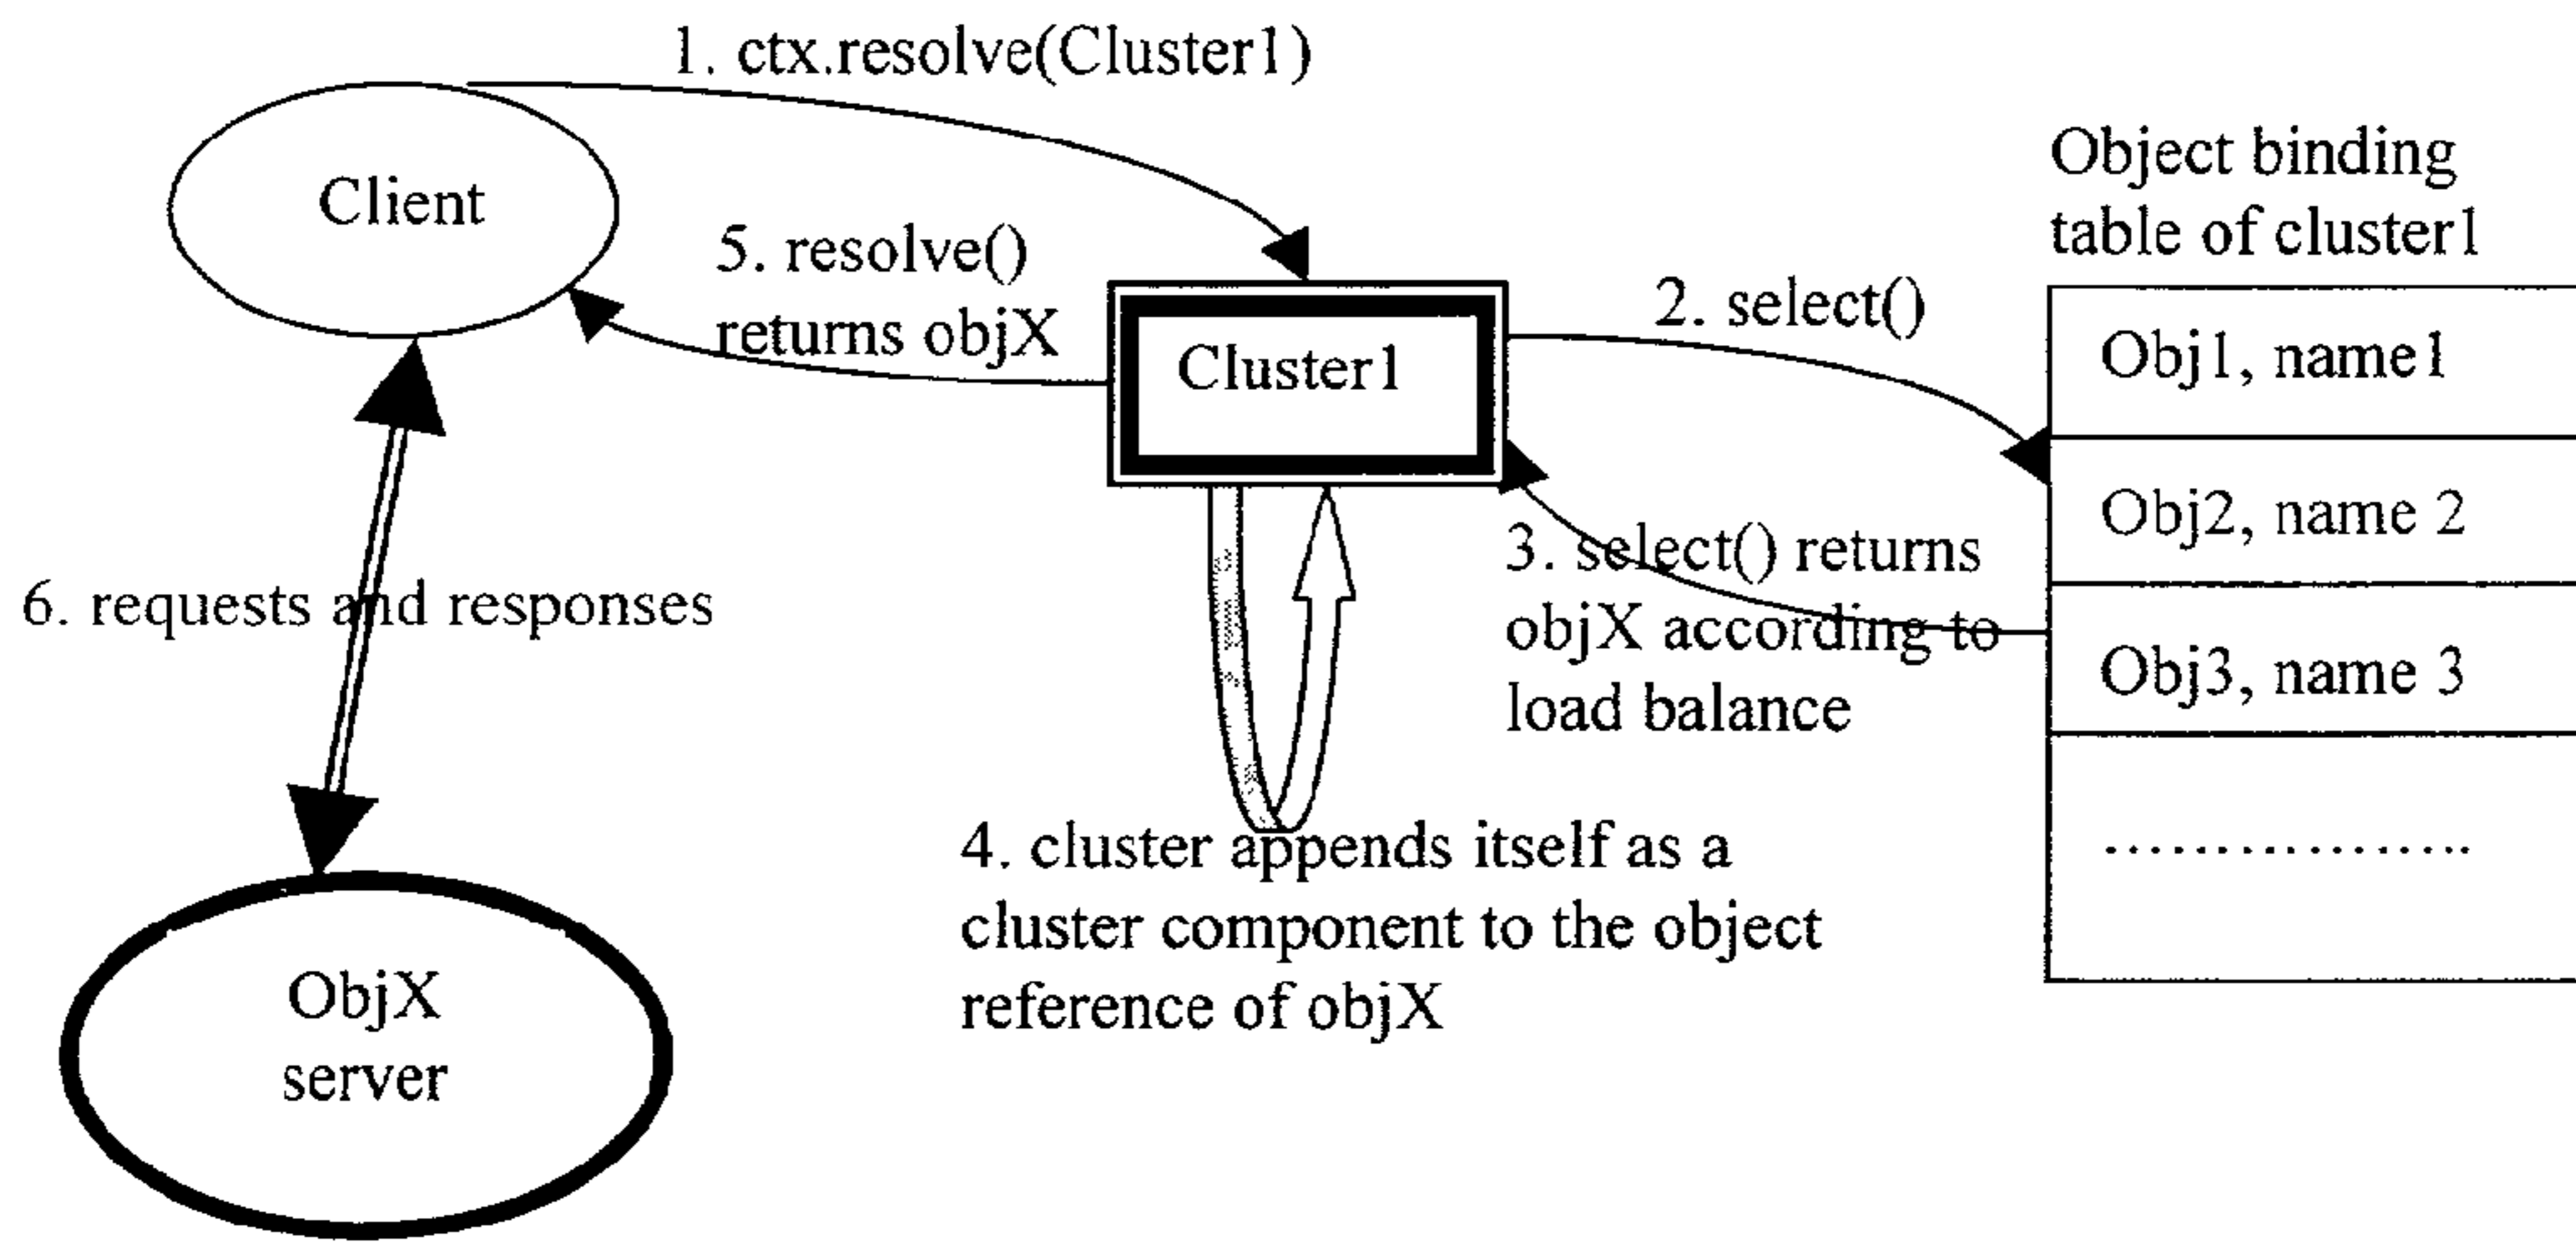 1. ctx.resolve(Cluster1)
Client
5. resolve()
returns objX
Cluster1
2. select()
Object binding
table of cluster1
Obj1, name1
Obj2, name 2
Obj3, name 3
.................
3. select() returns
objX according to
load balance
6. requests and responses
4. cluster appends itself as a
cluster component to the object
reference of objX
ObjX
server